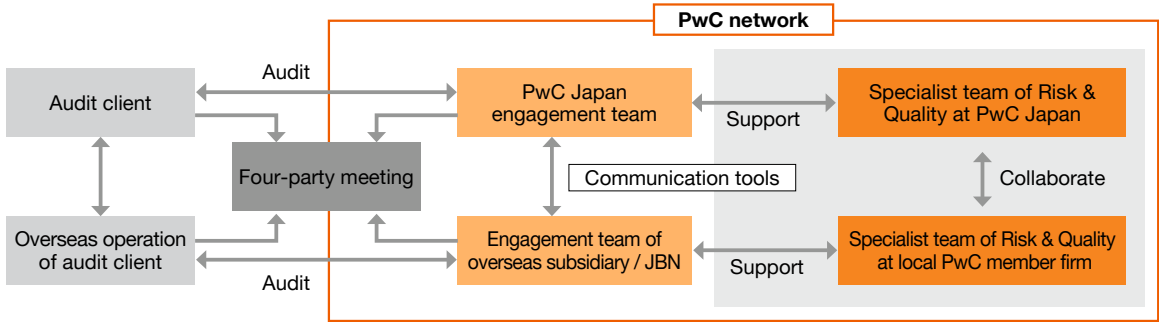 PwC network
Audit
Audit client
PwC Japan
engagement team
Support
Specialist team of Risk &
Quality at PwC Japan
Four-party meeting
Communication tools
Collaborate
Overseas operation
of audit client
Engagement team of
overseas subsidiary / JBN
Support
Specialist team of Risk & Quality
at local PwC member firm
Audit